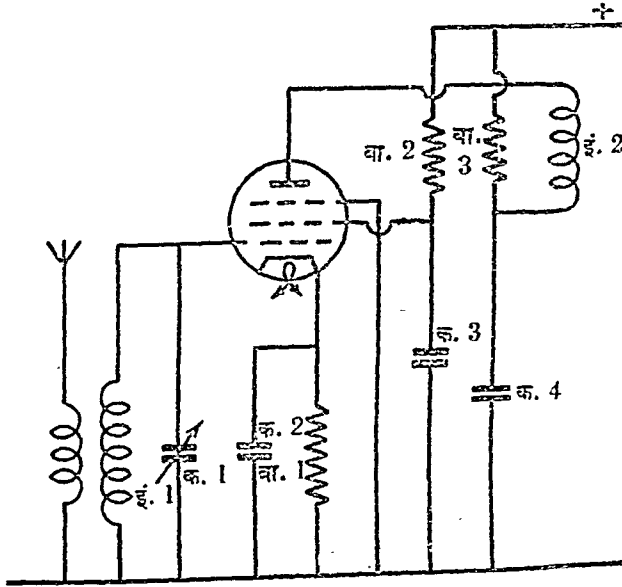 +
वा. 2
वा. 3
इं. 2
क. 3
क. 4
इं. 1
क. 1
क. 2
वा. 1